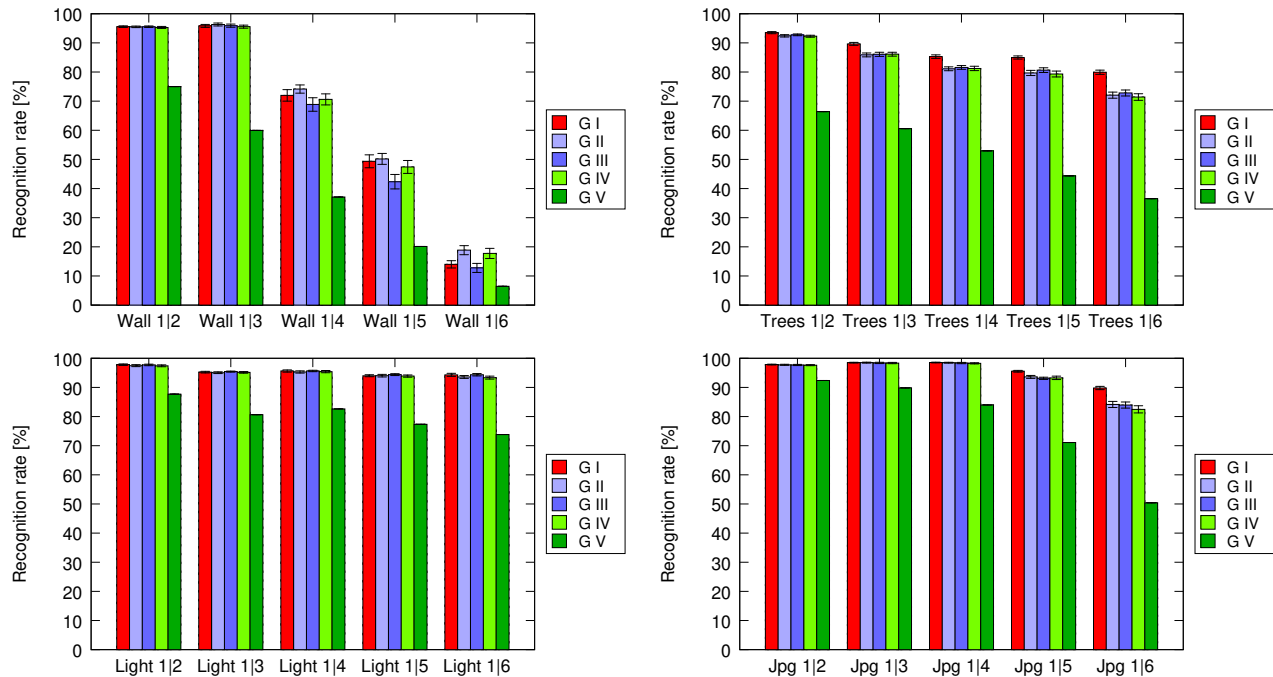 Recognition rate [%]
100
90
80
70
60
50
40
30
20
10
0
Wall 1|2 Wall 1|3 Wall 1|4 Wall 1|5 Wall 1|6
G I
G II
G III
G IV
G V
Recognition rate [%]
100
90
80
70
60
50
40
30
20
10
0
Trees 1|2 Trees 1|3 Trees 1|4 Trees 1|5 Trees 1|6
G I
G II
G III
G IV
G V
Recognition rate [%]
100
90
80
70
60
50
40
30
20
10
0
Light 1|2 Light 1|3 Light 1|4 Light 1|5 Light 1|6
G I
G II
G III
G IV
G V
Recognition rate [%]
100
90
80
70
60
50
40
30
20
10
0
Jpg 1|2 Jpg 1|3 Jpg 1|4 Jpg 1|5 Jpg 1|6
G I
G II
G III
G IV
G V